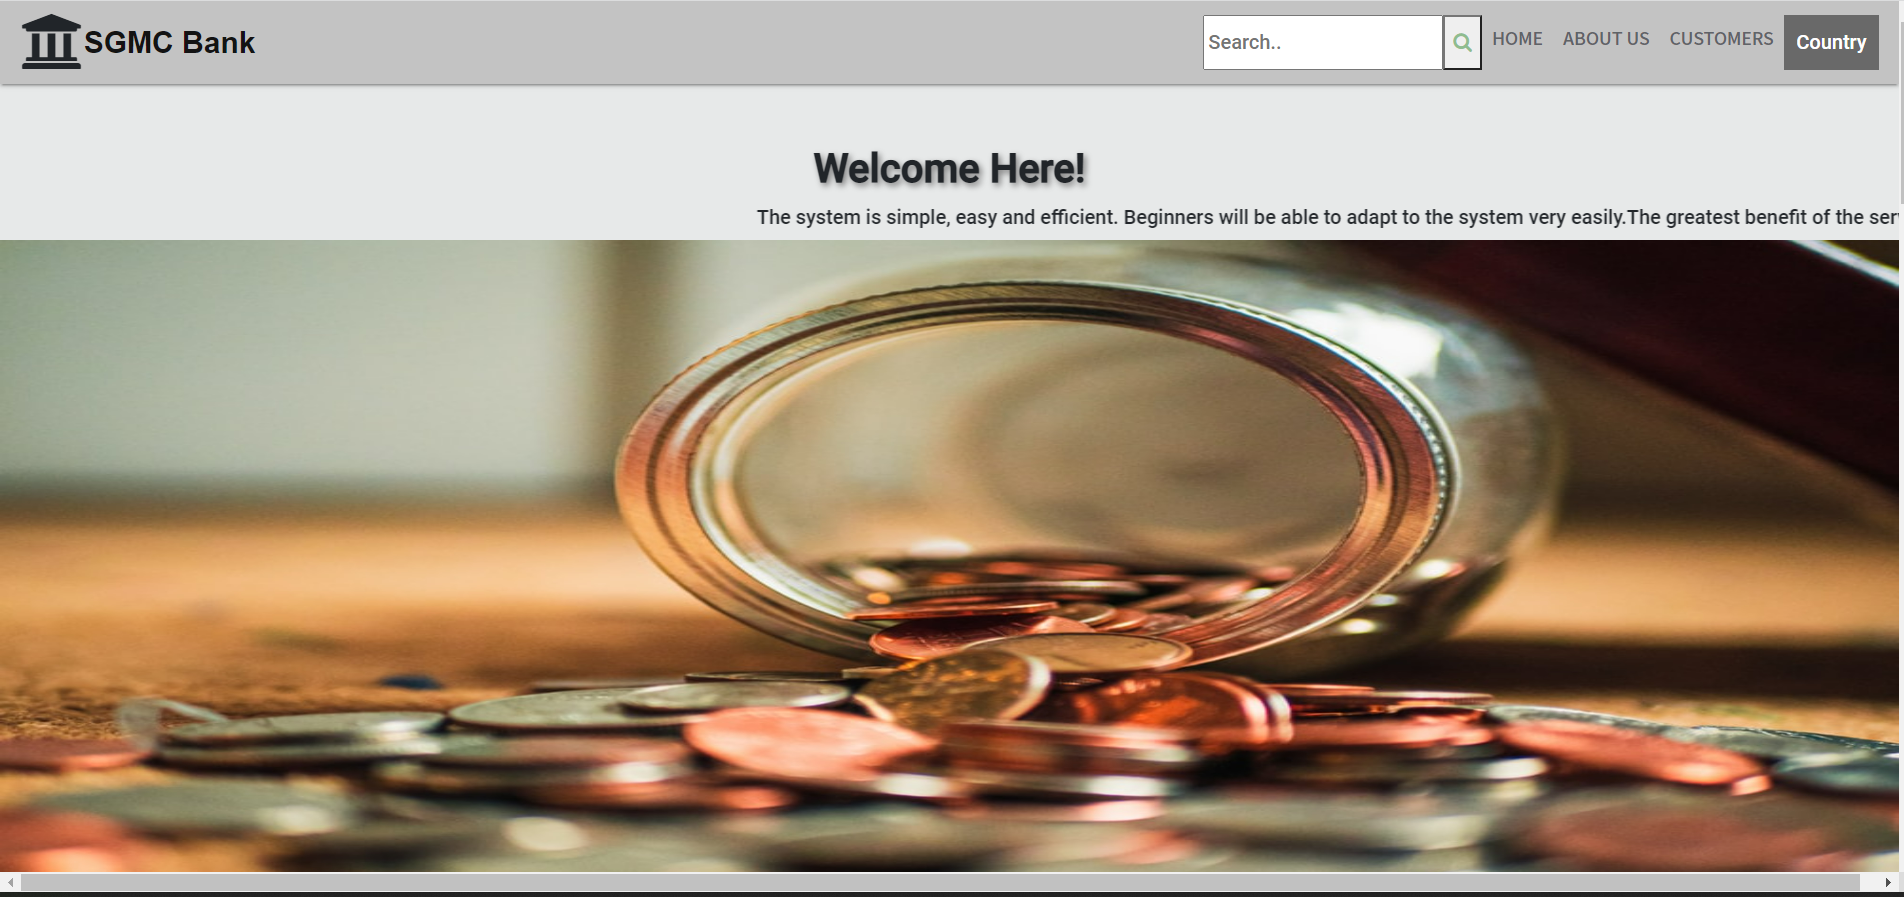 SGMC Bank
Search..
HOME
ABOUT US
CUSTOMERS
Country
Welcome Here!
The system is simple, easy and efficient. Beginners will be able to adapt to the system very easily.The greatest benefit of the